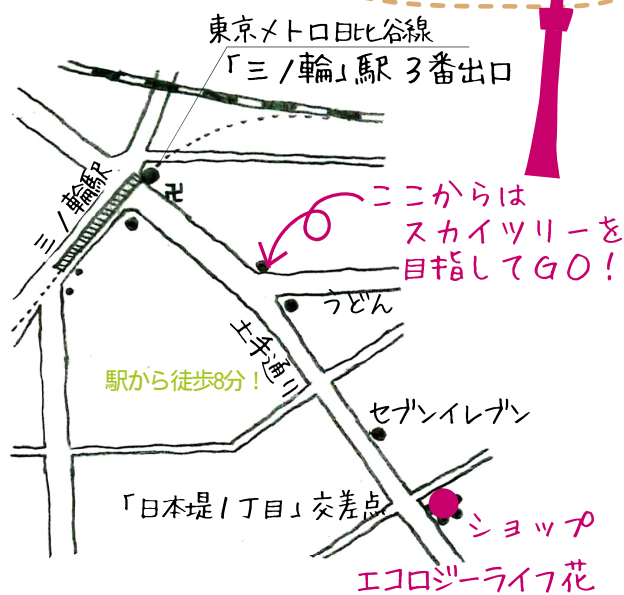 東京メトロ日比谷線
「三ノ輪」駅 3番出口
三ノ輪駅
卍
ここからは
スカイツリーを
目指してGO!
うどん
土手通り
駅から徒歩8分!
セブンイレブン
「日本堤1丁目」交差点
ショップ
エコロジーライフ花